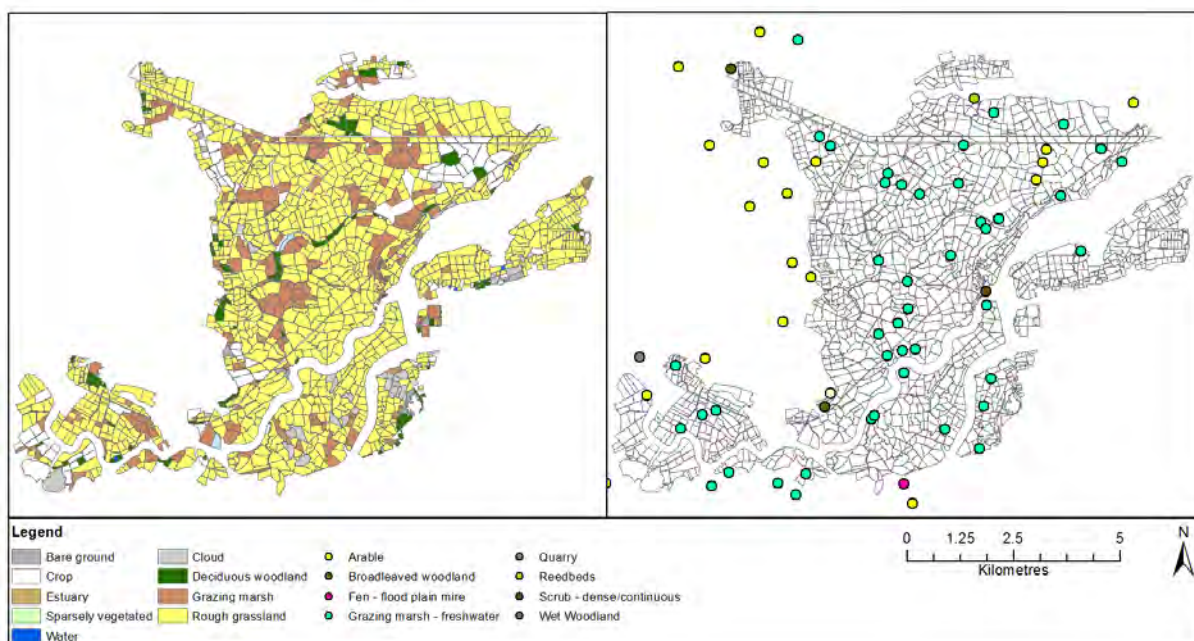 Legend
Bare ground
Crop
Estuary
Sparsely vegetated
Water
Cloud
Deciduous woodland
Grazing marsh
Rough grassland
Arable
Broadleaved woodland
Fen - flood plain mire
Grazing marsh - freshwater
Quarry
Reedbeds
Scrub - dense/continuous
Wet Woodland
0 1.25 2.5 5
Kilometres
N